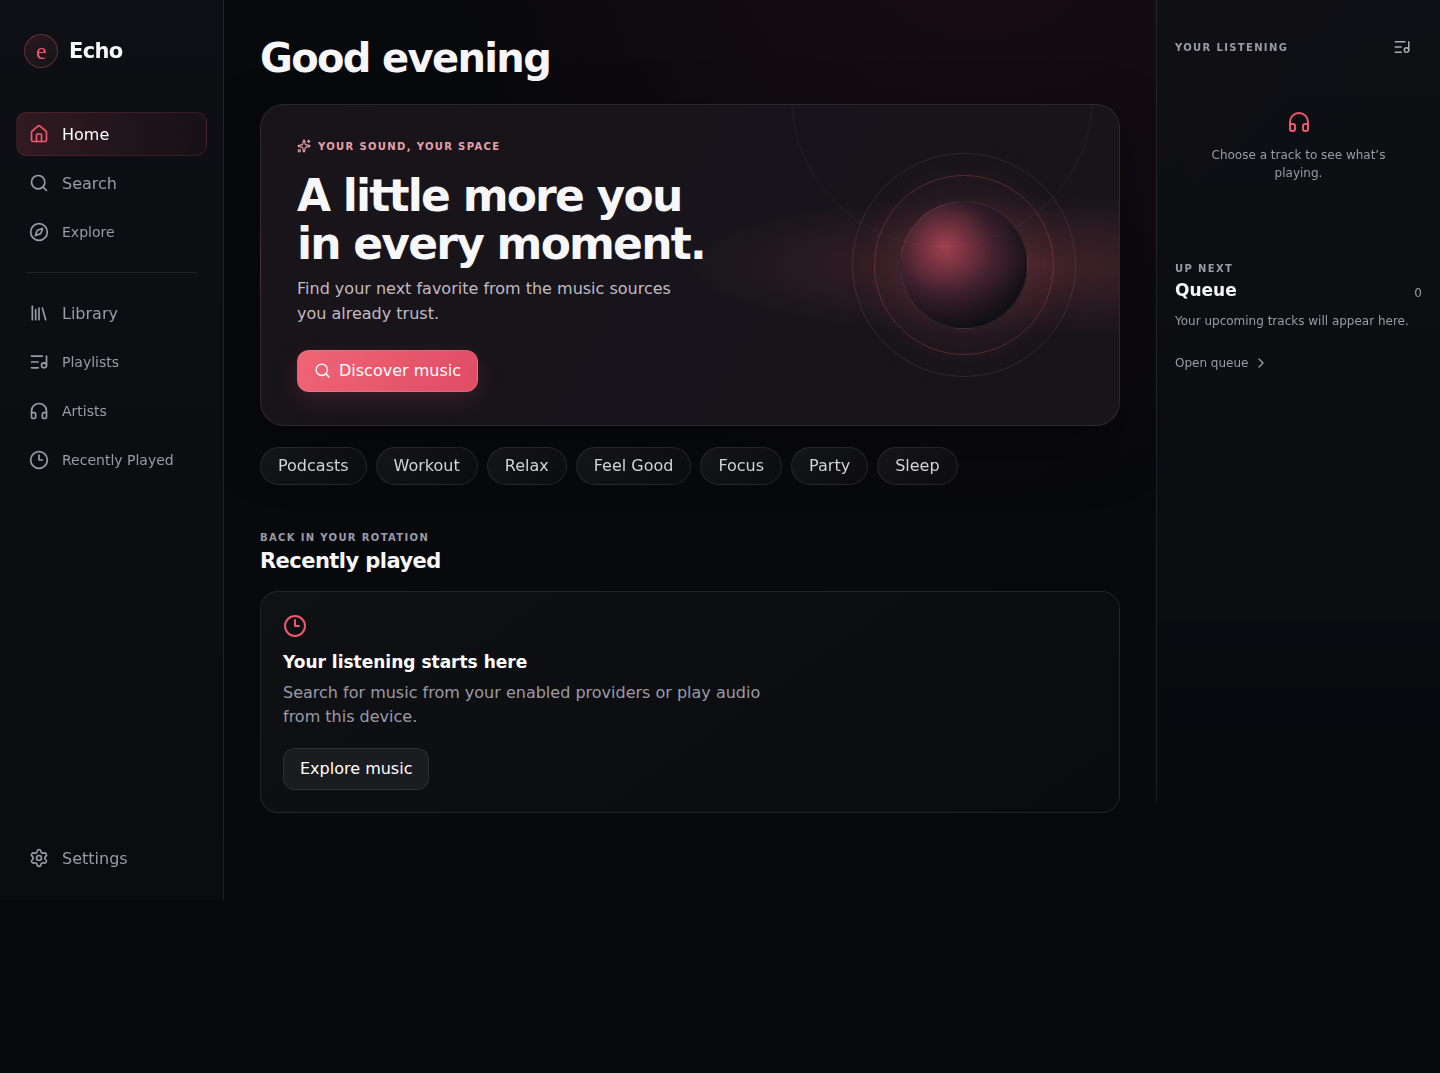 e
Echo
Home
Search
Explore
Library
Playlists
Artists
Recently Played
Settings
Good evening
YOUR SOUND, YOUR SPACE
A little more you
in every moment.
Find your next favorite from the music sources
you already trust.
Discover music
Podcasts
Workout
Relax
Feel Good
Focus
Party
Sleep
BACK IN YOUR ROTATION
Recently played
Your listening starts here
Search for music from your enabled providers or play audio
from this device.
Explore music
YOUR LISTENING
Choose a track to see what’s
playing.
UP NEXT
Queue
0
Your upcoming tracks will appear here.
Open queue